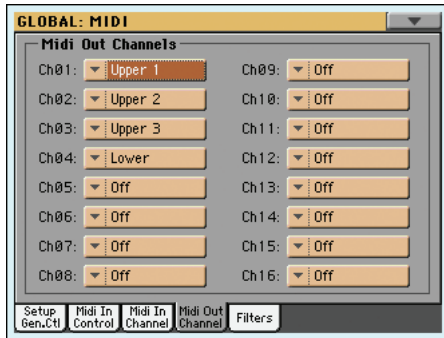 GLOBAL: MIDI
Midi Out Channels
Ch01: Upper 1
Ch02: Upper 2
Ch03: Upper 3
Ch04: Lower
Ch05: Off
Ch06: Off
Ch07: Off
Ch08: Off
Ch09: Off
Ch10: Off
Ch11: Off
Ch12: Off
Ch13: Off
Ch14: Off
Ch15: Off
Ch16: Off
Setup Gen.Ctl
Midi In Control
Midi In Channel
Midi Out Channel
Filters